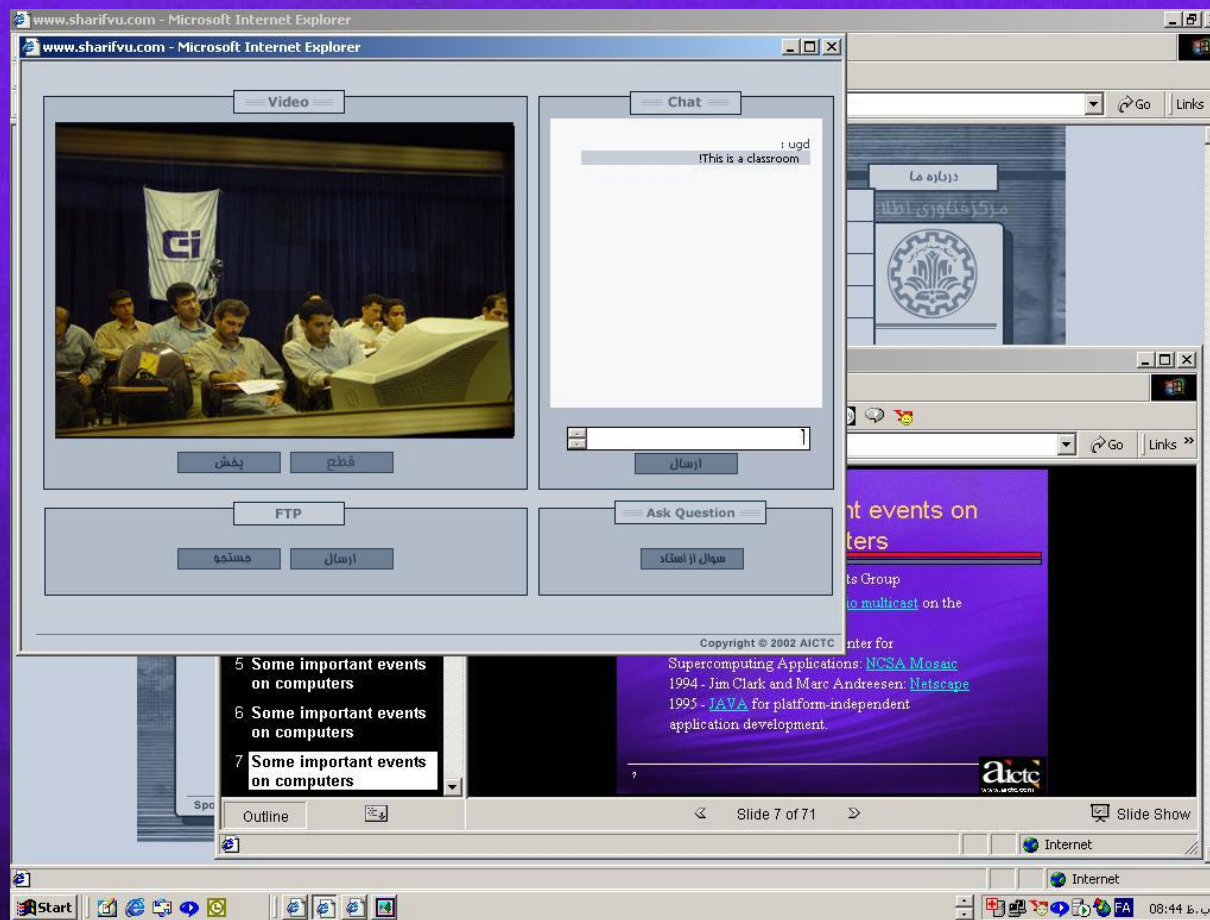 www.sharifvu.com - Microsoft Internet Explorer
www.sharifvu.com - Microsoft Internet Explorer
Video
Chat
: ugd
!This is a classroom
پخش
قطع
ارسال
FTP
Ask Question
جستجو
ارسال
سوال از استاد
Copyright © 2002 AICTC
Go
Links
درباره ما
مرکز فناوری اطلا
Go
Links
nt events on
ters
ts Group
io multicast on the
nter for
Supercomputing Applications: NCSA Mosaic
1994 - Jim Clark and Marc Andreesen: Netscape
1995 - JAVA for platform-independent
application development.
7
aictc
www.aictc.com
5 Some important events
on computers
6 Some important events
on computers
7 Some important events
on computers
Spo
Outline
Slide 7 of 71
Slide Show
Internet
Internet
Start
FA
08:44 ب.